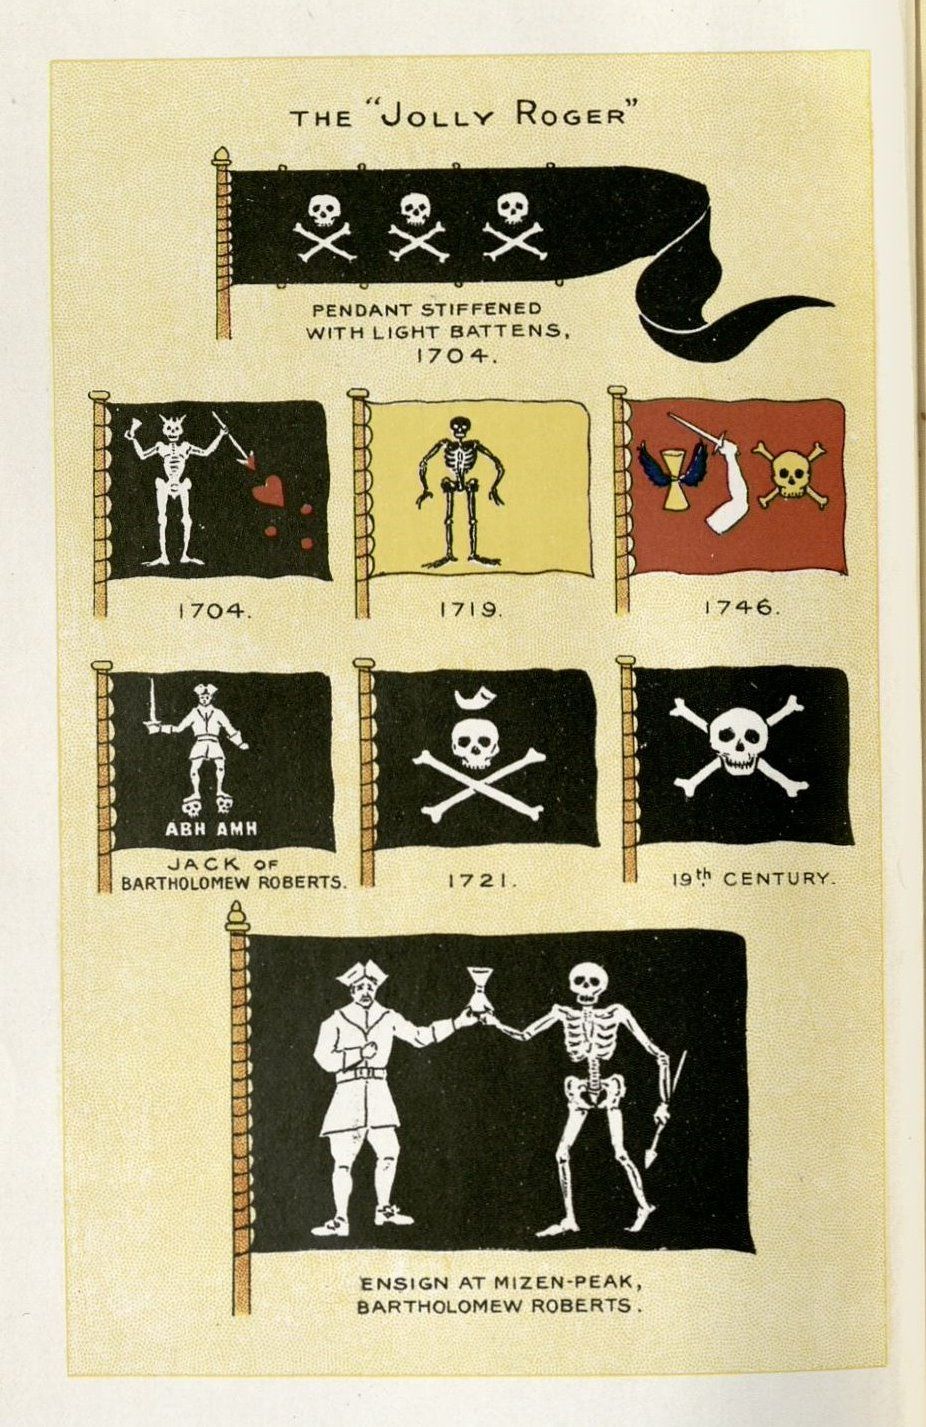 THE "JOLLY ROGER"
PENDANT STIFFENED
WITH LIGHT BATTENS,
1704.
1704.
1719.
1746.
ABH AMH
JACK OF
BARTHOLOMEW ROBERTS.
1721.
19th CENTURY.
ENSIGN AT MIZEN-PEAK,
BARTHOLOMEW ROBERTS.